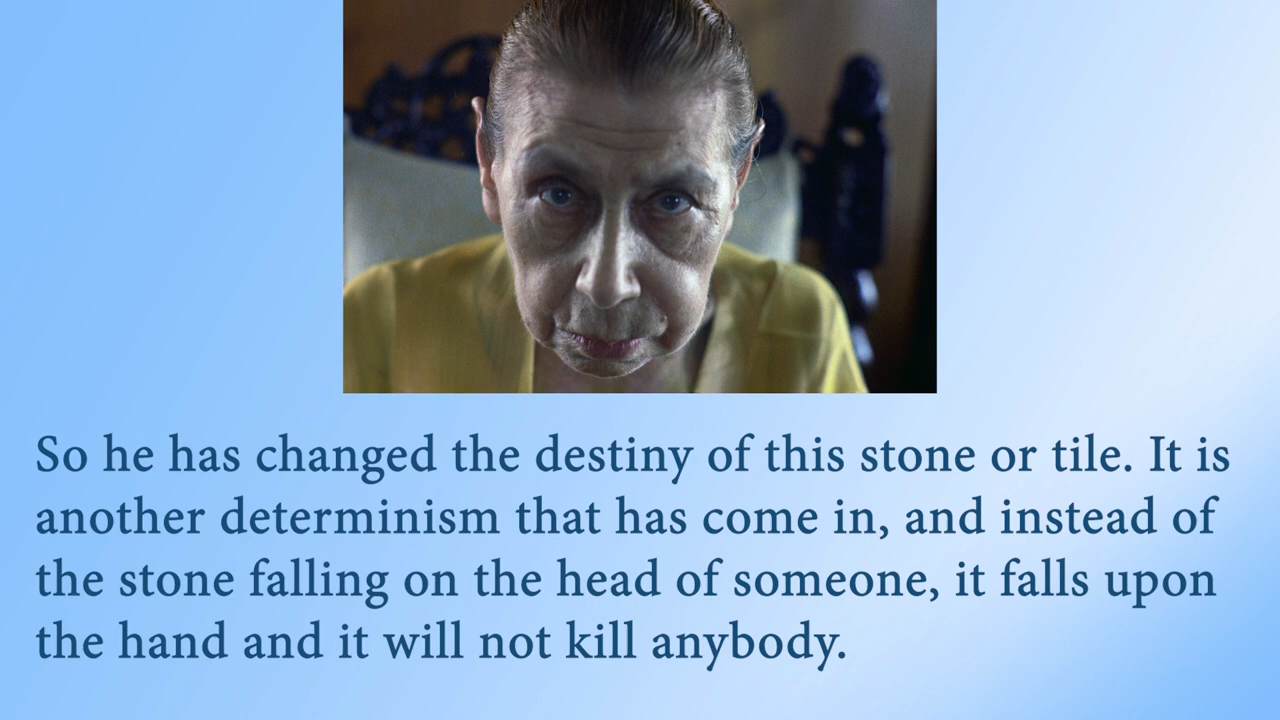 So he has changed the destiny of this stone or tile. It is
another determinism that has come in, and instead of
the stone falling on the head of someone, it falls upon
the hand and it will not kill anybody.